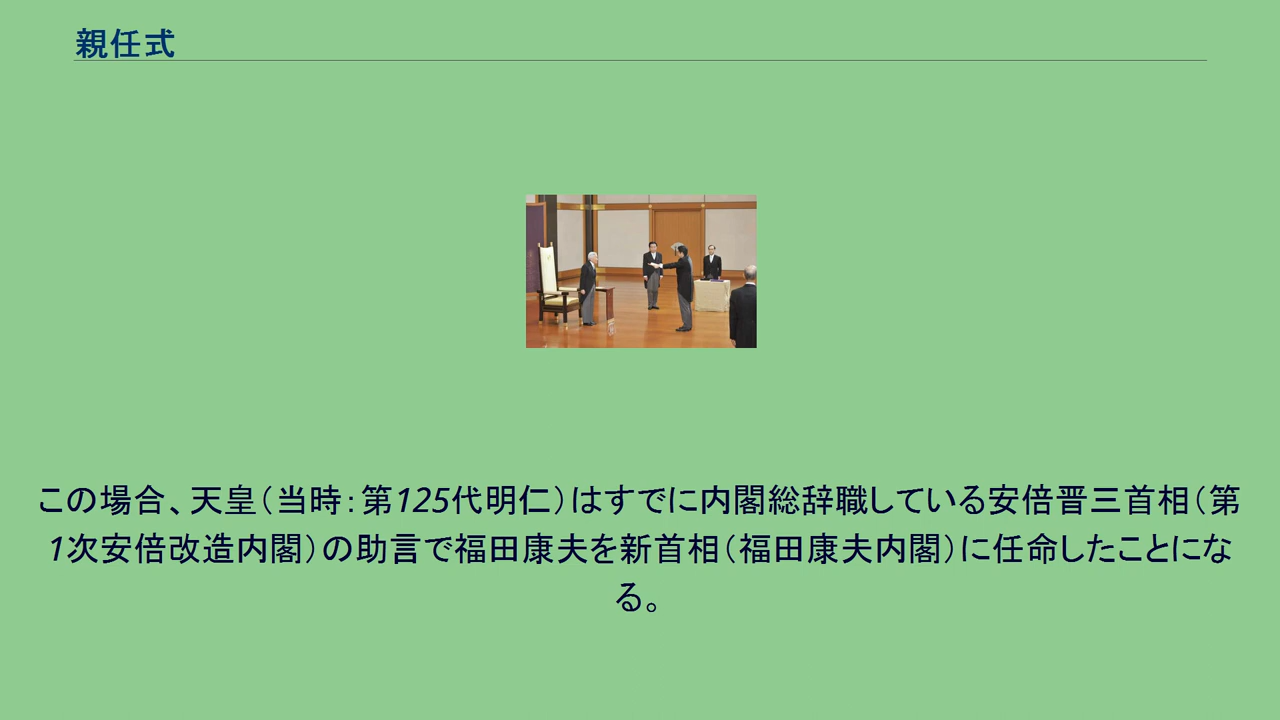 親任式
この場合、天皇（当時：第125代明仁）はすでに内閣総辞職している安倍晋三首相（第
1次安倍改造内閣）の助言で福田康夫を新首相（福田康夫内閣）に任命したことにな
る。